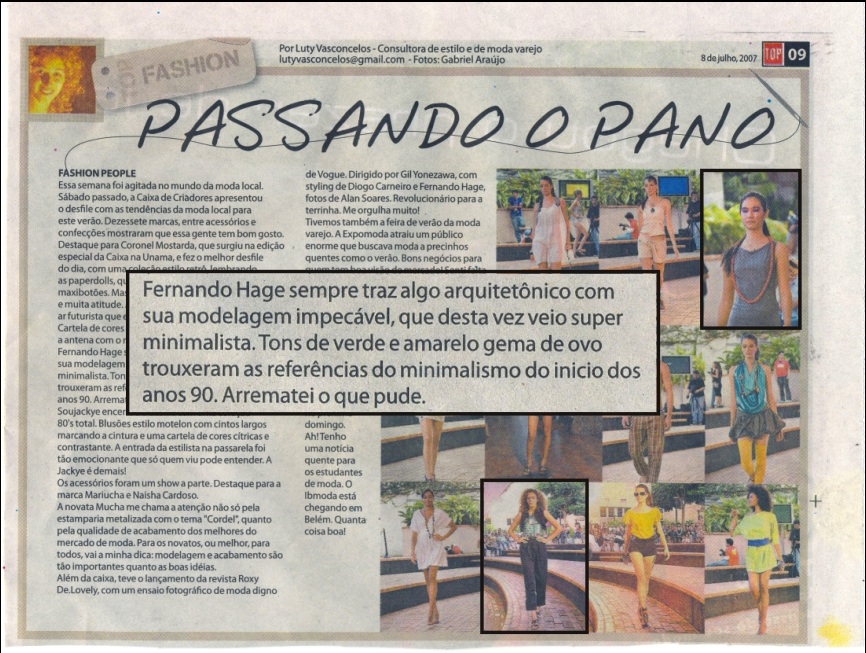 TOP FASHION
Por Luty Vasconcelos - Consultora de estilo e de moda varejo
lutyvasconcelos@gmail.com - Fotos: Gabriel Araújo
8 de julho, 2007 TOP 09
PASSANDO O PANO
FASHION PEOPLE
Essa semana foi agitada no mundo da moda local.
Sábado passado, a Caixa de Criadores apresentou
o desfile com as tendências da moda local para
este verão. Dezessete marcas, entre acessórios e
confecções mostraram que essa gente tem bom gosto.
Destaque para Coronel Mostarda, que surgiu na edição
especial da Caixa na Unama, e fez o melhor desfile
do dia, com uma coleção estilo retrô, lembrando
as paperdolls, qu
maxibotões. Mas
e muita atitude.
ar futurista que
Cartela de cores
a antena com o
Fernando Hage
sua modelagem
minimalista. Ton
trouxeram as ref
anos 90. Arremat
Soujackye encer
80's total. Blusões estilo motelon com cintos largos
marcando a cintura e uma cartela de cores cítricas e
contrastante. A entrada da estilista na passarela foi
tão emocionante que só quem viu pode entender. A
Jackye é demais!
Os acessórios foram um show a parte. Destaque para a
marca Mariucha e Naisha Cardoso.
A novata Mucha me chama a atenção não só pela
estamparia metalizada com o tema "Cordel", quanto
pela qualidade de acabamento dos melhores do
mercado de moda. Para os novatos, ou melhor, para
todos, vai a minha dica: modelagem e acabamento são
tão importantes quanto as boas idéias.
Além da caixa, teve o lançamento da revista Roxy
De.Lovely, com um ensaio fotográfico de moda digno
de Vogue. Dirigido por Gil Yonezawa, com
styling de Diogo Carneiro e Fernando Hage,
fotos de Alan Soares. Revolucionário para a
terrinha. Me orgulha muito!
Tivemos também a feira de verão da moda
varejo. A Expomoda atraiu um público
enorme que buscava moda a precinhos
quentes como o verão. Bons negócios para
quem tem boa visão de mercado! Senti falta
Fernando Hage sempre traz algo arquitetônico com
sua modelagem impecável, que desta vez veio super
minimalista. Tons de verde e amarelo gema de ovo
trouxeram as referências do minimalismo do inicio dos
anos 90. Arrematei o que pude.
domingo.
Ah! Tenho
uma notícia
quente para
os estudantes
de moda. O
Ibmoda está
chegando em
Belém. Quanta
coisa boa!